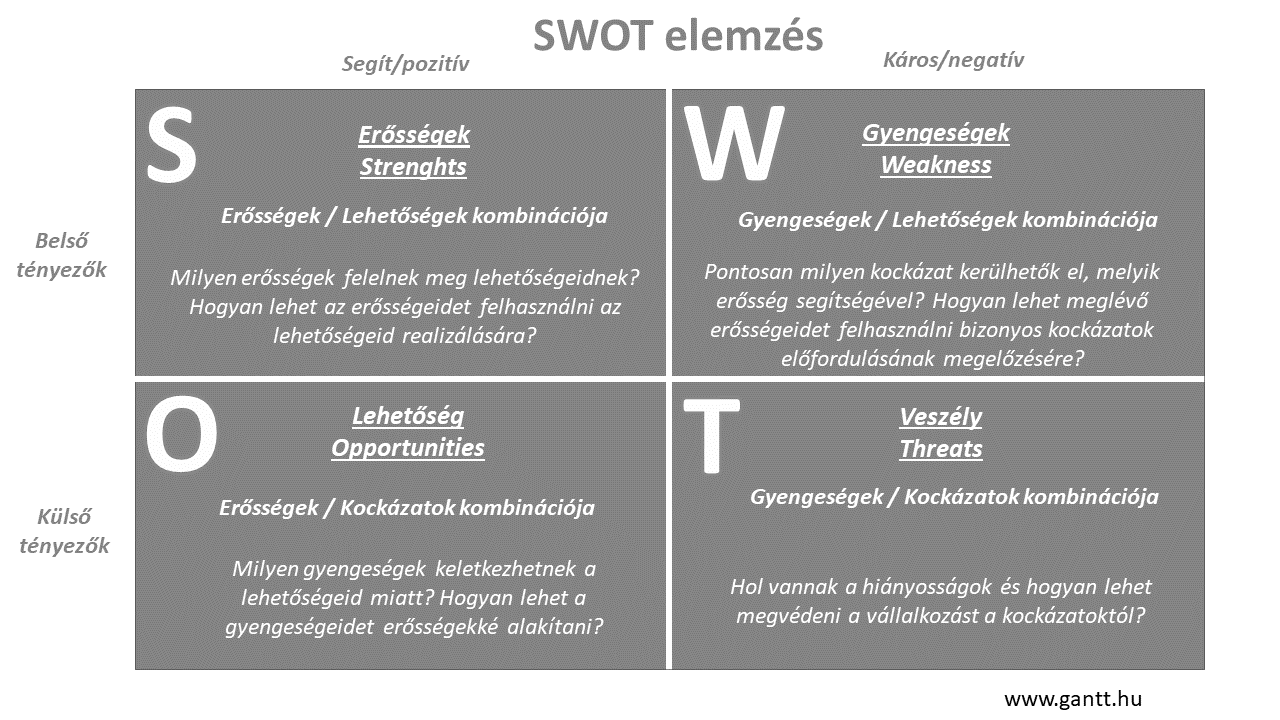 SWOT elemzés
Segít/pozitív
Káros/negatív
Belső
tényezők
S
Erősségek
Strenghts
Erősségek / Lehetőségek kombinációja
Milyen erősségek felelnek meg lehetőségeidnek?
Hogyan lehet az erősségeidet felhasználni az
lehetőségeid realizálására?
W
Gyengeségek
Weakness
Gyengeségek / Lehetőségek kombinációja
Pontosan milyen kockázat kerülhetők el, melyik
erősség segítségével? Hogyan lehet meglévő
erősségeidet felhasználni bizonyos kockázatok
előfordulásának megelőzésére?
Külső
tényezők
O
Lehetőség
Opportunities
Erősségek / Kockázatok kombinációja
Milyen gyengeségek keletkezhetnek a
lehetőségeid miatt? Hogyan lehet a
gyengeségeidet erősségekké alakítani?
T
Veszély
Threats
Gyengeségek / Kockázatok kombinációja
Hol vannak a hiányosságok és hogyan lehet
megvédeni a vállalkozást a kockázatoktól?
www.gantt.hu